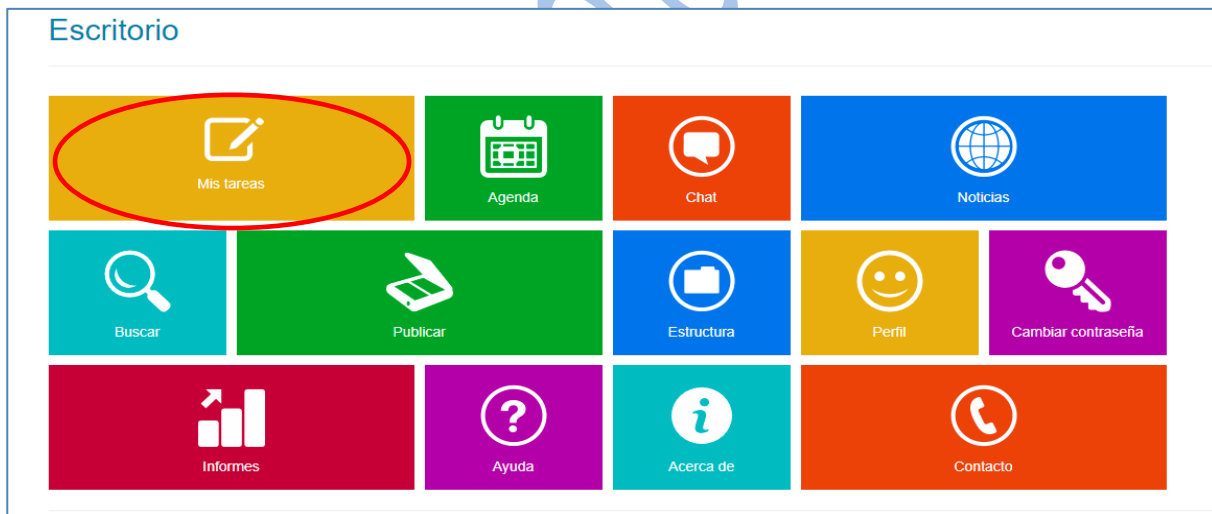 Escritorio
Mis tareas
Agenda
Chat
Noticias
Buscar
Publicar
Estructura
Perfil
Cambiar contraseña
Informes
Ayuda
Acerca de
Contacto